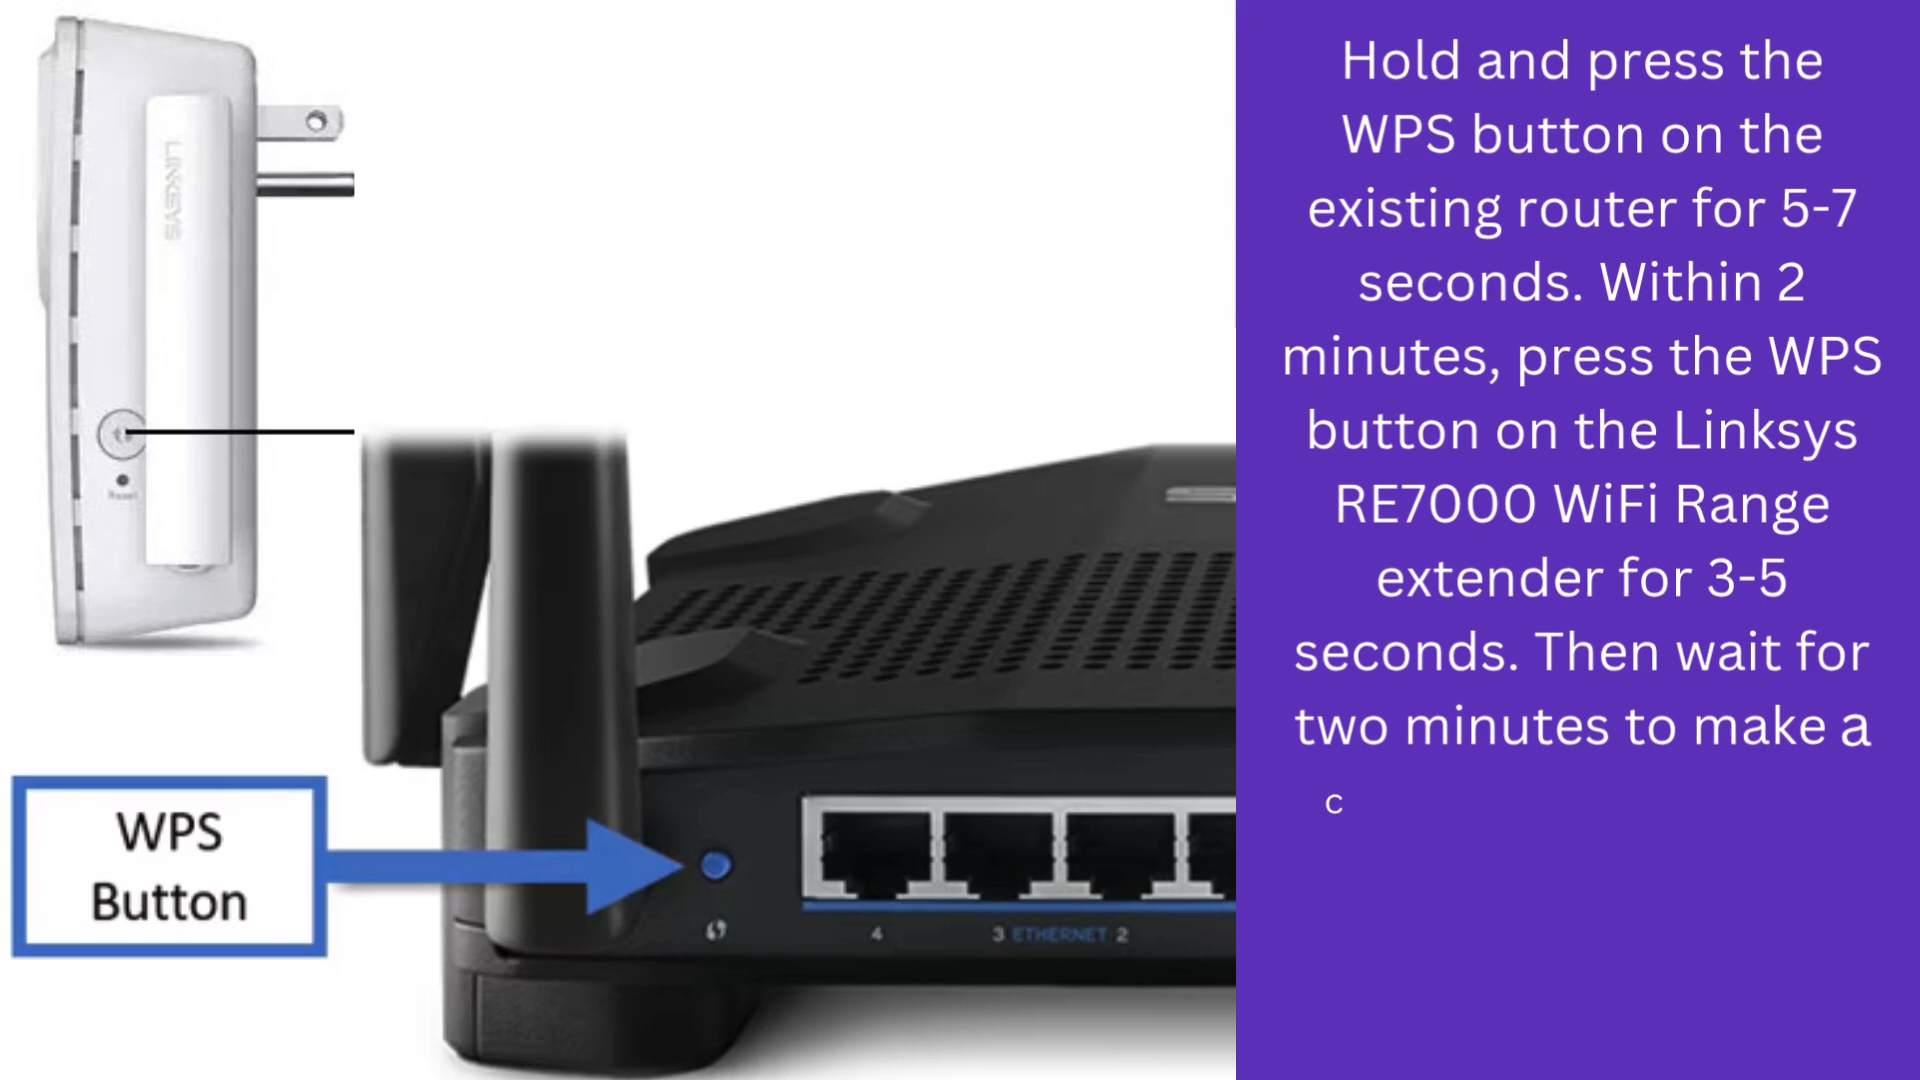 LINKSYS
Reset
WPS
Button
4
3 ETHERNET 2
Hold and press the
WPS button on the
existing router for 5-7
seconds. Within 2
minutes, press the WPS
button on the Linksys
RE7000 WiFi Range
extender for 3-5
seconds. Then wait for
two minutes to make a
c